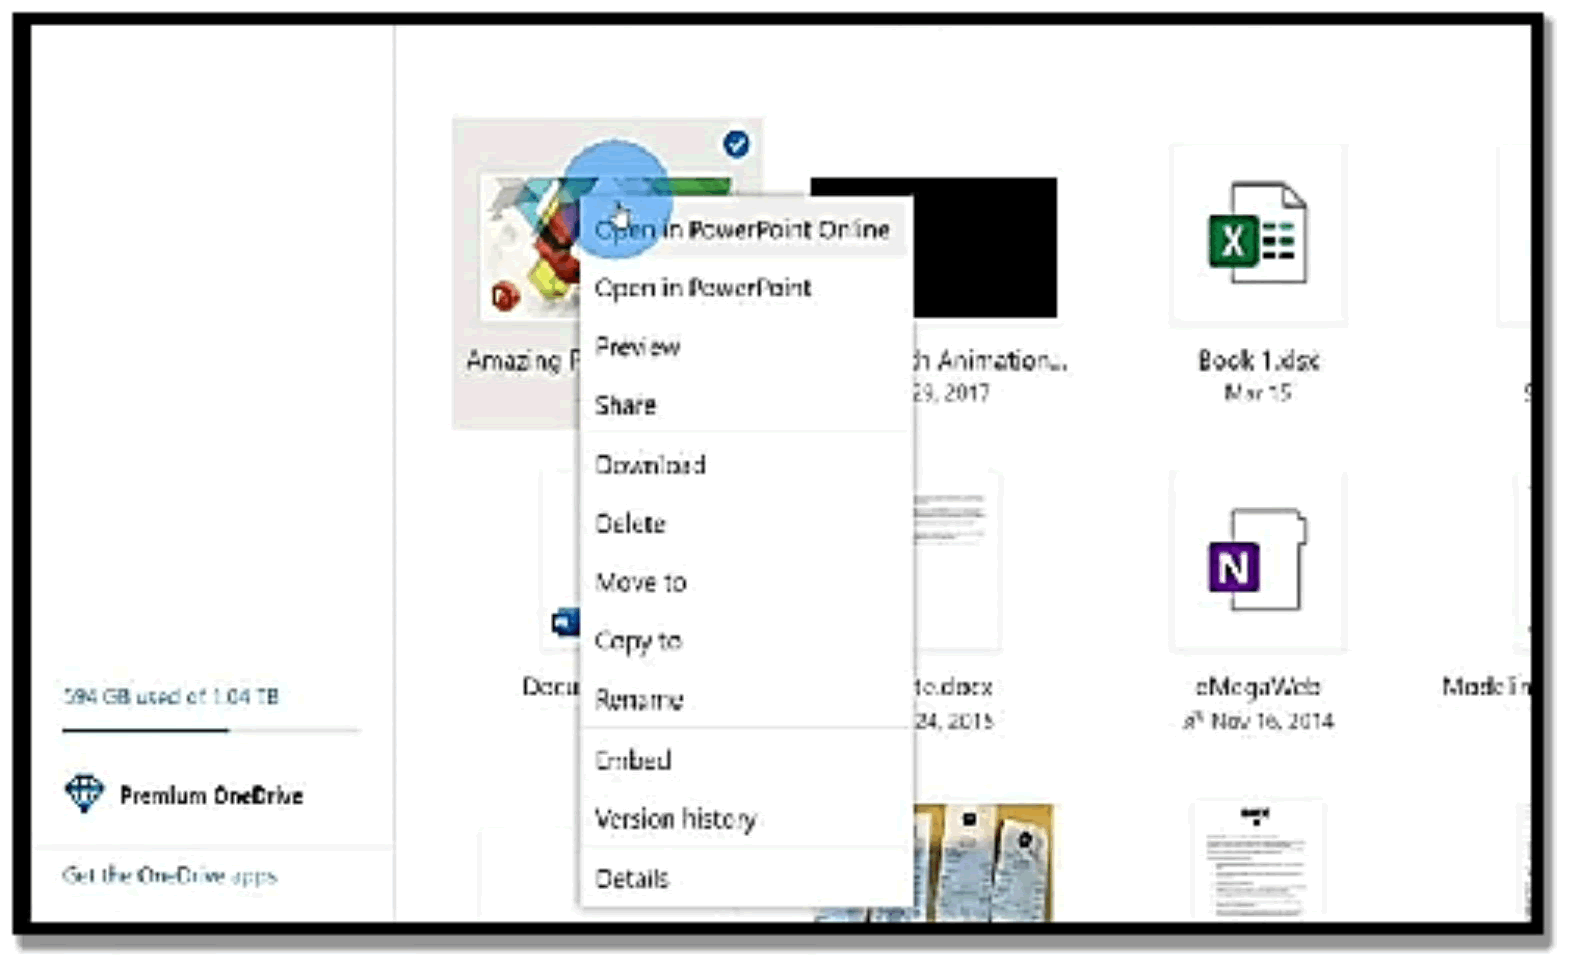 Open in PowerPoint Online
Open in PowerPoint
Preview
Share
Download
Delete
Move to
Copy to
Rename
Embed
Version history
Details
Amazing
Animation...
29, 2017
Book 1.xlsx
Mar 15
Docu
.docx
24, 2015
eMegaWeb
Nov 16, 2014
Modelin
594 GB used of 1.04 TB
Premium OneDrive
Get the OneDrive apps